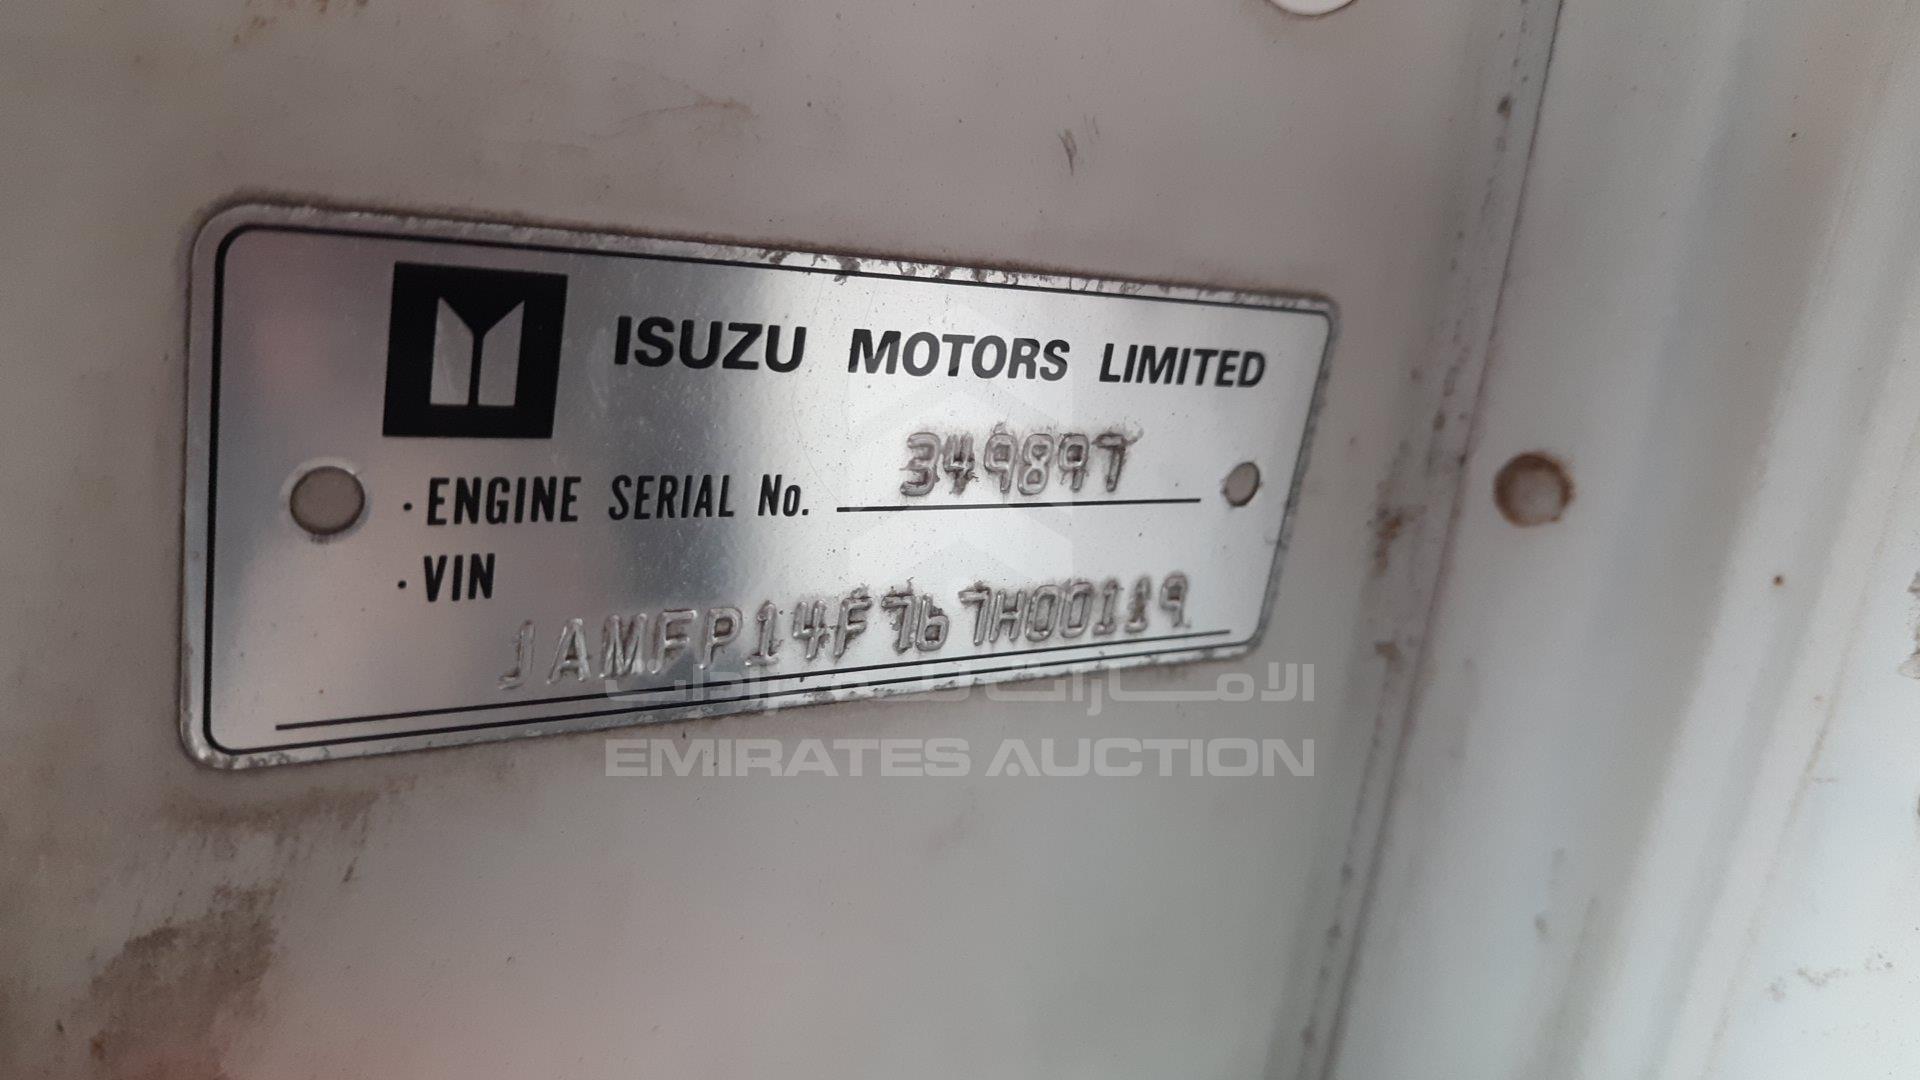 ISUZU MOTORS LIMITED
· ENGINE SERIAL No. 349897
· VIN
JAMFP14F767H00119
الامارات للمزادات
EMIRATES AUCTION